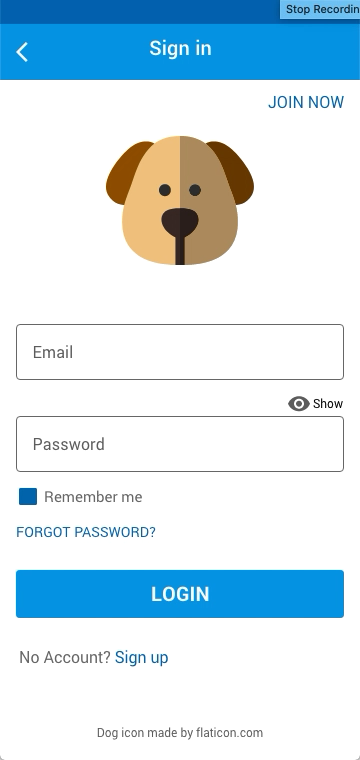 Stop Recordin
Sign in
JOIN NOW
Email
Show
Password
Remember me
FORGOT PASSWORD?
LOGIN
No Account? Sign up
Dog icon made by flaticon.com